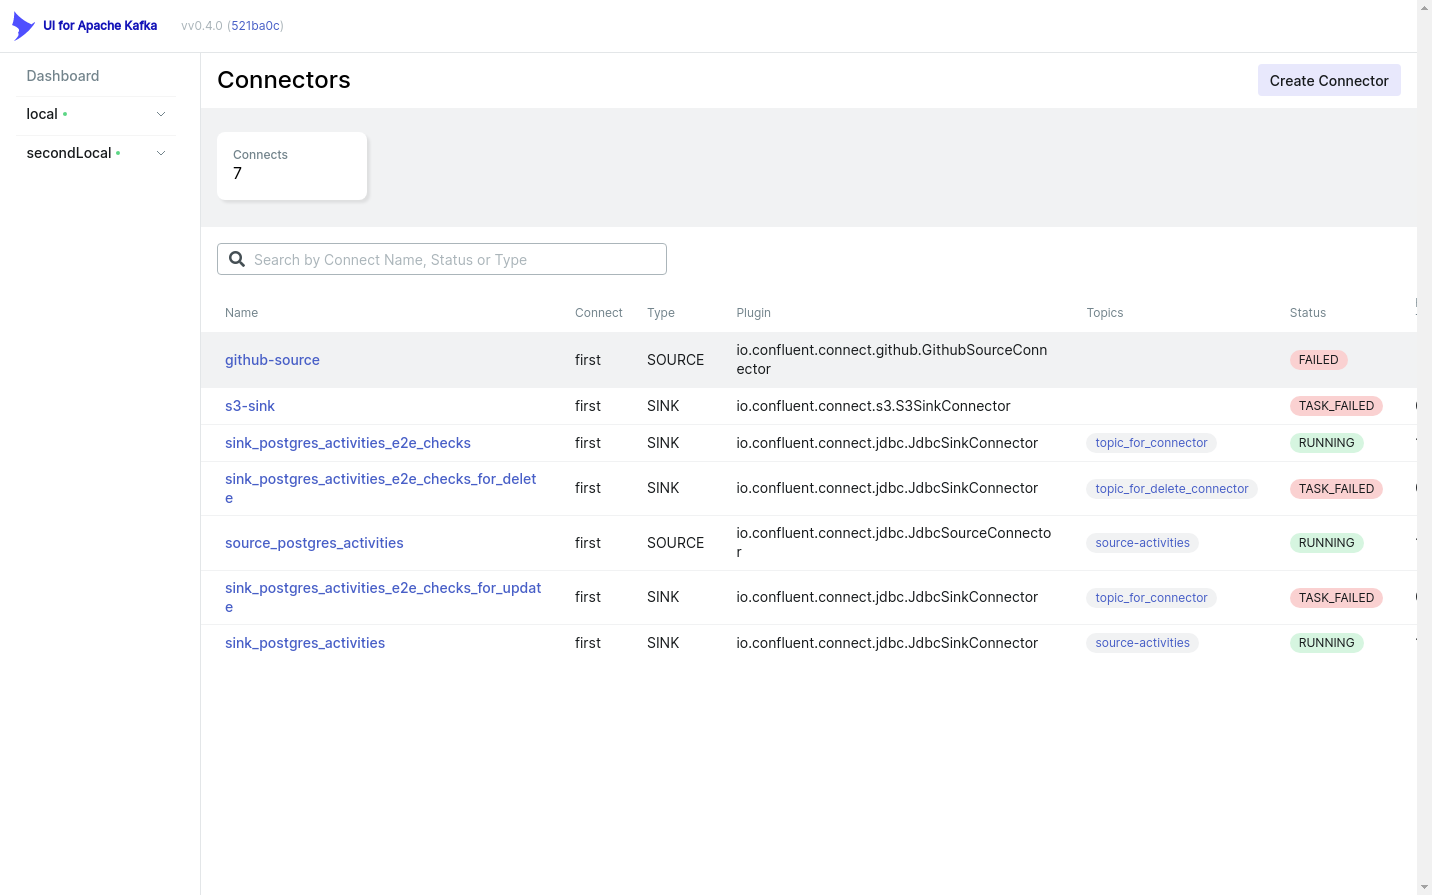 UI for Apache Kafka
vv0.4.0 (521ba0c)
Dashboard
local
secondLocal
Connectors
Create Connector
Connects
7
Search by Connect Name, Status or Type
Name Connect Type Plugin Topics Status
github-source first SOURCE io.confluent.connect.github.GithubSourceConn
ector FAILED
s3-sink first SINK io.confluent.connect.s3.S3SinkConnector TASK_FAILED
sink_postgres_activities_e2e_checks first SINK io.confluent.connect.jdbc.JdbcSinkConnector topic_for_connector RUNNING
sink_postgres_activities_e2e_checks_for_delet
e first SINK io.confluent.connect.jdbc.JdbcSinkConnector topic_for_delete_connector TASK_FAILED
source_postgres_activities first SOURCE io.confluent.connect.jdbc.JdbcSourceConnecto
r source-activities RUNNING
sink_postgres_activities_e2e_checks_for_updat
e first SINK io.confluent.connect.jdbc.JdbcSinkConnector topic_for_connector TASK_FAILED
sink_postgres_activities first SINK io.confluent.connect.jdbc.JdbcSinkConnector source-activities RUNNING